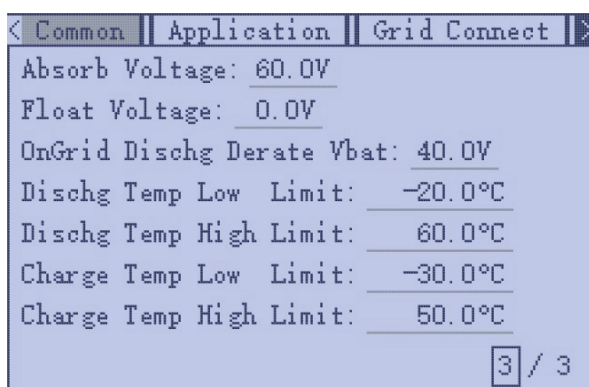 < Common Application Grid Connect >
Absorb Voltage: 60.0V
Float Voltage: 0.0V
OnGrid Dischg Derate Vbat: 40.0V
Dischg Temp Low Limit: -20.0°C
Dischg Temp High Limit: 60.0°C
Charge Temp Low Limit: -30.0°C
Charge Temp High Limit: 50.0°C
3 / 3